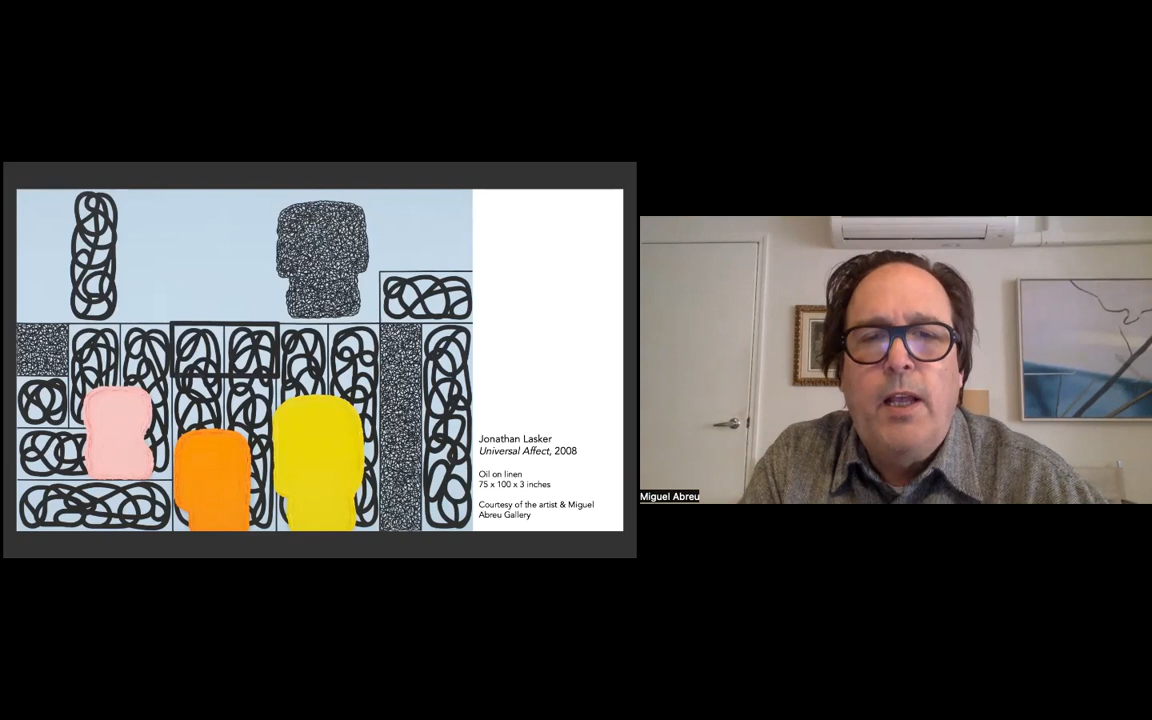 Jonathan Lasker
Universal Affect, 2008
Oil on linen
75 x 100 x 3 inches
Courtesy of the artist & Miguel
Abreu Gallery
Miguel Abreu